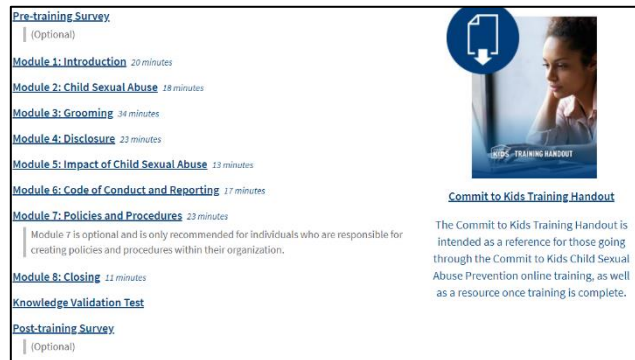 Pre-training Survey
(Optional)
Module 1: Introduction 20 minutes
Module 2: Child Sexual Abuse 18 minutes
Module 3: Grooming 34 minutes
Module 4: Disclosure 23 minutes
Module 5: Impact of Child Sexual Abuse 13 minutes
Module 6: Code of Conduct and Reporting 17 minutes
Module 7: Policies and Procedures 23 minutes
Module 7 is optional and is only recommended for individuals who are responsible for
creating policies and procedures within their organization.
Module 8: Closing 11 minutes
Knowledge Validation Test
Post-training Survey
(Optional)
KIDS TRAINING HANDOUT
Commit to Kids Training Handout
The Commit to Kids Training Handout is
intended as a reference for those going
through the Commit to Kids Child Sexual
Abuse Prevention online training, as well
as a resource once training is complete.